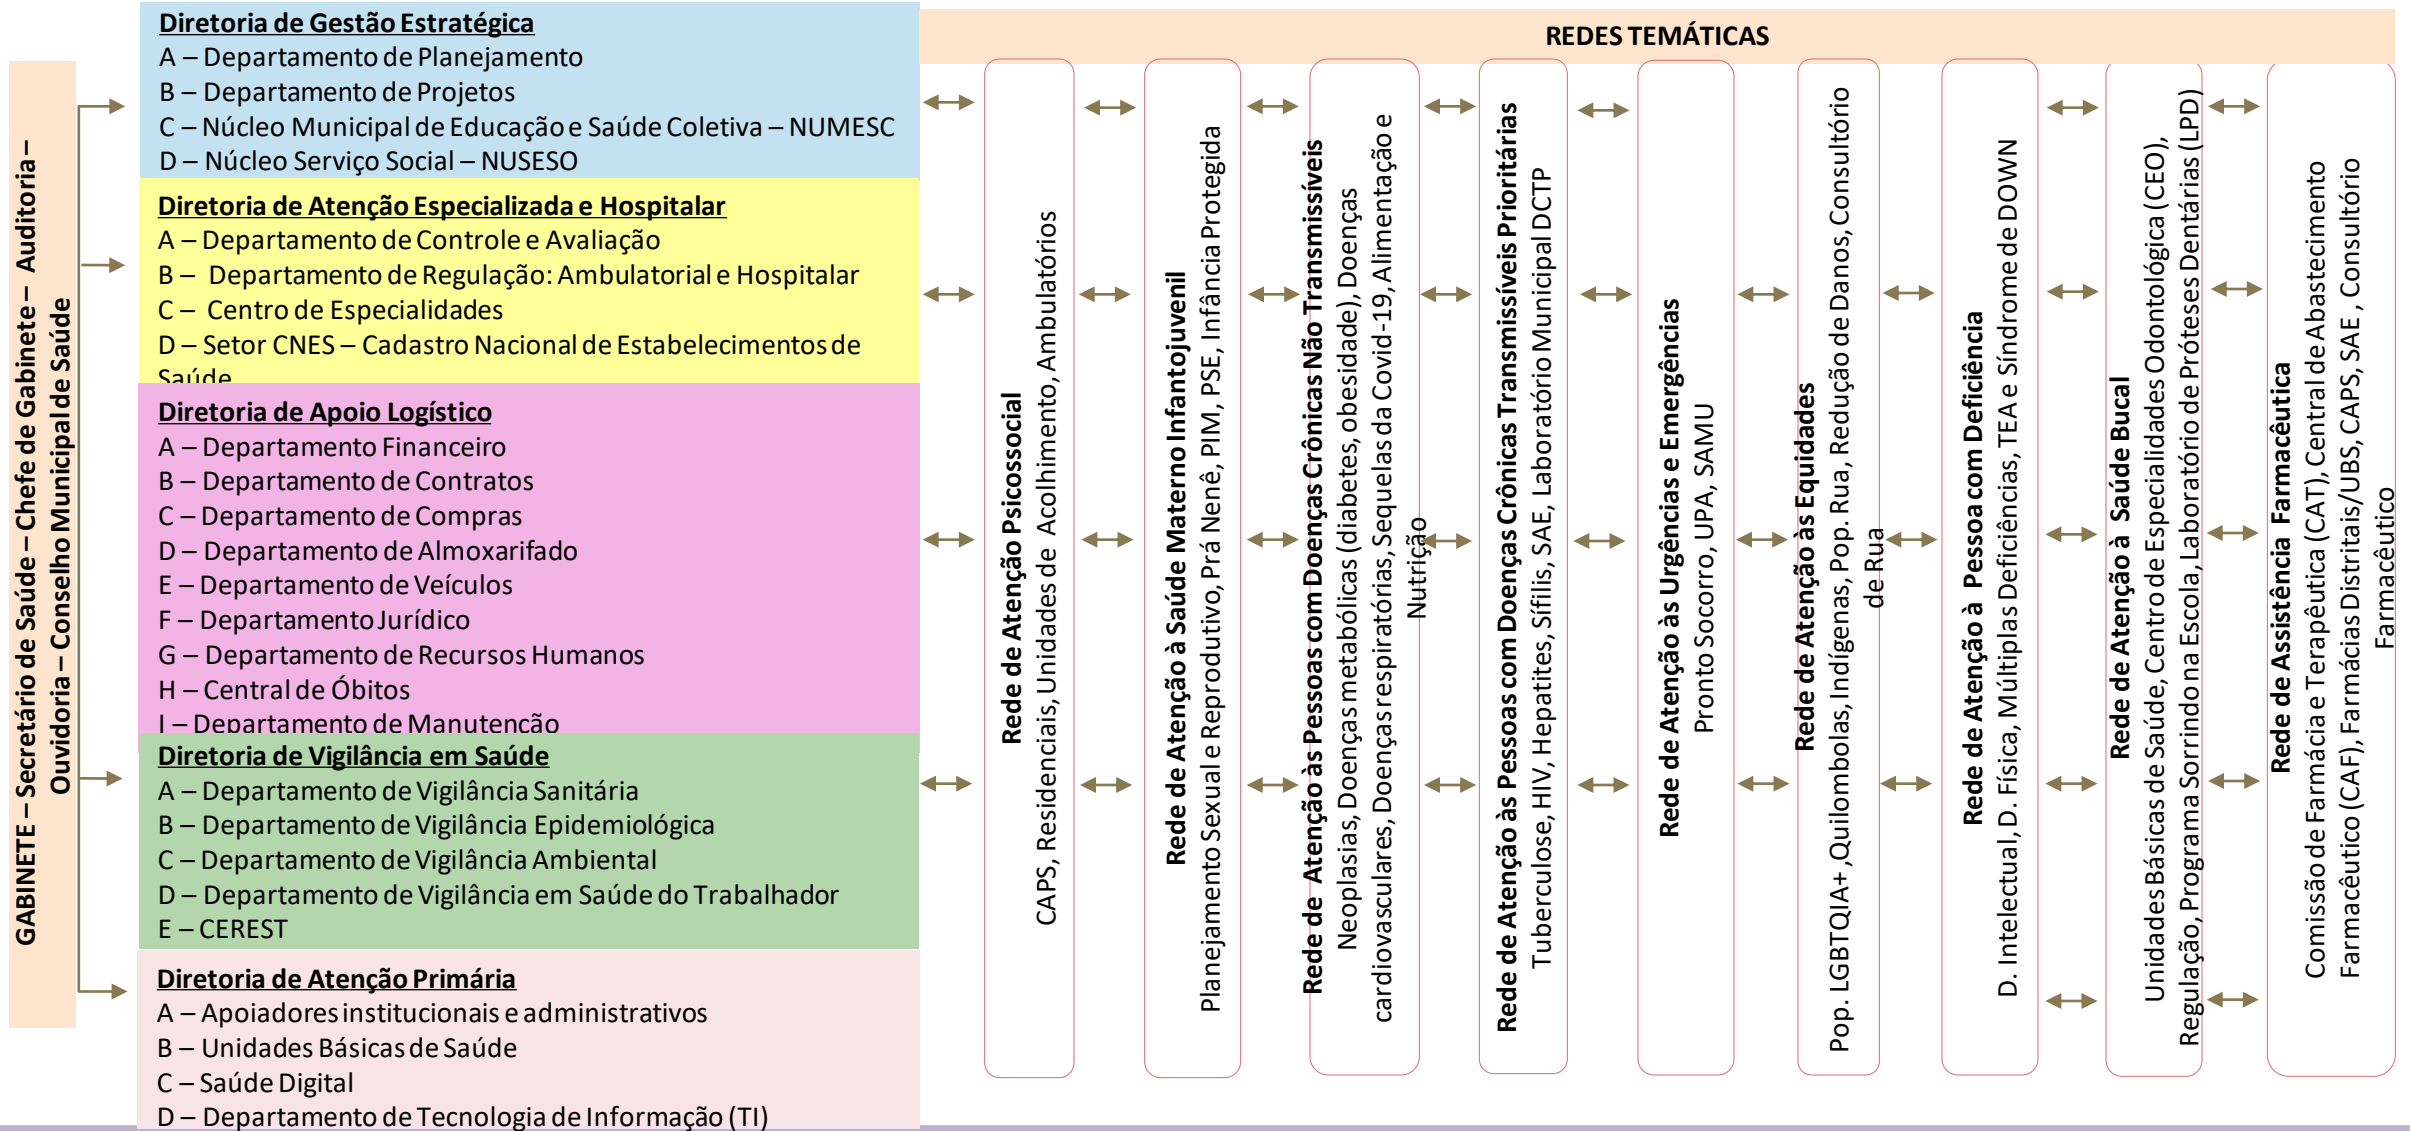 GABINETE – Secretário de Saúde – Chefe de Gabinete – Auditoria –
Ouvidoria – Conselho Municipal de Saúde
Diretoria de Gestão Estratégica
A – Departamento de Planejamento
B – Departamento de Projetos
C – Núcleo Municipal de Educação e Saúde Coletiva – NUMESC
D – Núcleo Serviço Social – NUSESO
Diretoria de Atenção Especializada e Hospitalar
A – Departamento de Controle e Avaliação
B – Departamento de Regulação: Ambulatorial e Hospitalar
C – Centro de Especialidades
D – Setor CNES – Cadastro Nacional de Estabelecimentos de
Saúde
Diretoria de Apoio Logístico
A – Departamento Financeiro
B – Departamento de Contratos
C – Departamento de Compras
D – Departamento de Almoxarifado
E – Departamento de Veículos
F – Departamento Jurídico
G – Departamento de Recursos Humanos
H – Central de Óbitos
I – Departamento de Manutenção
Diretoria de Vigilância em Saúde
A – Departamento de Vigilância Sanitária
B – Departamento de Vigilância Epidemiológica
C – Departamento de Vigilância Ambiental
D – Departamento de Vigilância em Saúde do Trabalhador
E – CEREST
Diretoria de Atenção Primária
A – Apoiadores institucionais e administrativos
B – Unidades Básicas de Saúde
C – Saúde Digital
D – Departamento de Tecnologia de Informação (TI)
REDES TEMÁTICAS
Rede de Atenção Psicossocial
CAPS, Residenciais, Unidades de Acolhimento, Ambulatórios
Rede de Atenção à Saúde Materno Infantojuvenil
Planejamento Sexual e Reprodutivo, Prá Nenê, PIM, PSE, Infância Protegida
Rede de Atenção às Pessoas com Doenças Crônicas Não Transmissíveis
Neoplasias, Doenças metabólicas (diabetes, obesidade), Doenças
cardiovasculares, Doenças respiratórias, Sequelas da Covid-19, Alimentação e
Nutrição
Rede de Atenção às Pessoas com Doenças Crônicas Transmissíveis Prioritárias
Tuberculose, HIV, Hepatites, Sífilis, SAE, Laboratório Municipal DCTP
Rede de Atenção às Urgências e Emergências
Pronto Socorro, UPA, SAMU
Rede de Atenção às Equidades
Pop. LGBTQIA+ ,Quilombolas, Indígenas, Pop. Rua, Redução de Danos, Consultório
de Rua
Rede de Atenção à Pessoa com Deficiência
D. Intelectual, D. Física, Múltiplas Deficiências, TEA e Síndrome de DOWN
Rede de Atenção à Saúde Bucal
Unidades Básicas de Saúde, Centro de Especialidades Odontológica (CEO),
Regulação, Programa Sorrindo na Escola, Laboratório de Próteses Dentárias (LPD)
Rede de Assistência Farmacêutica
Comissão de Farmácia e Terapêutica (CAT), Central de Abastecimento
Farmacêutico (CAF), Farmácias Distritais/UBS, CAPS, SAE , Consultório
Farmacêutico